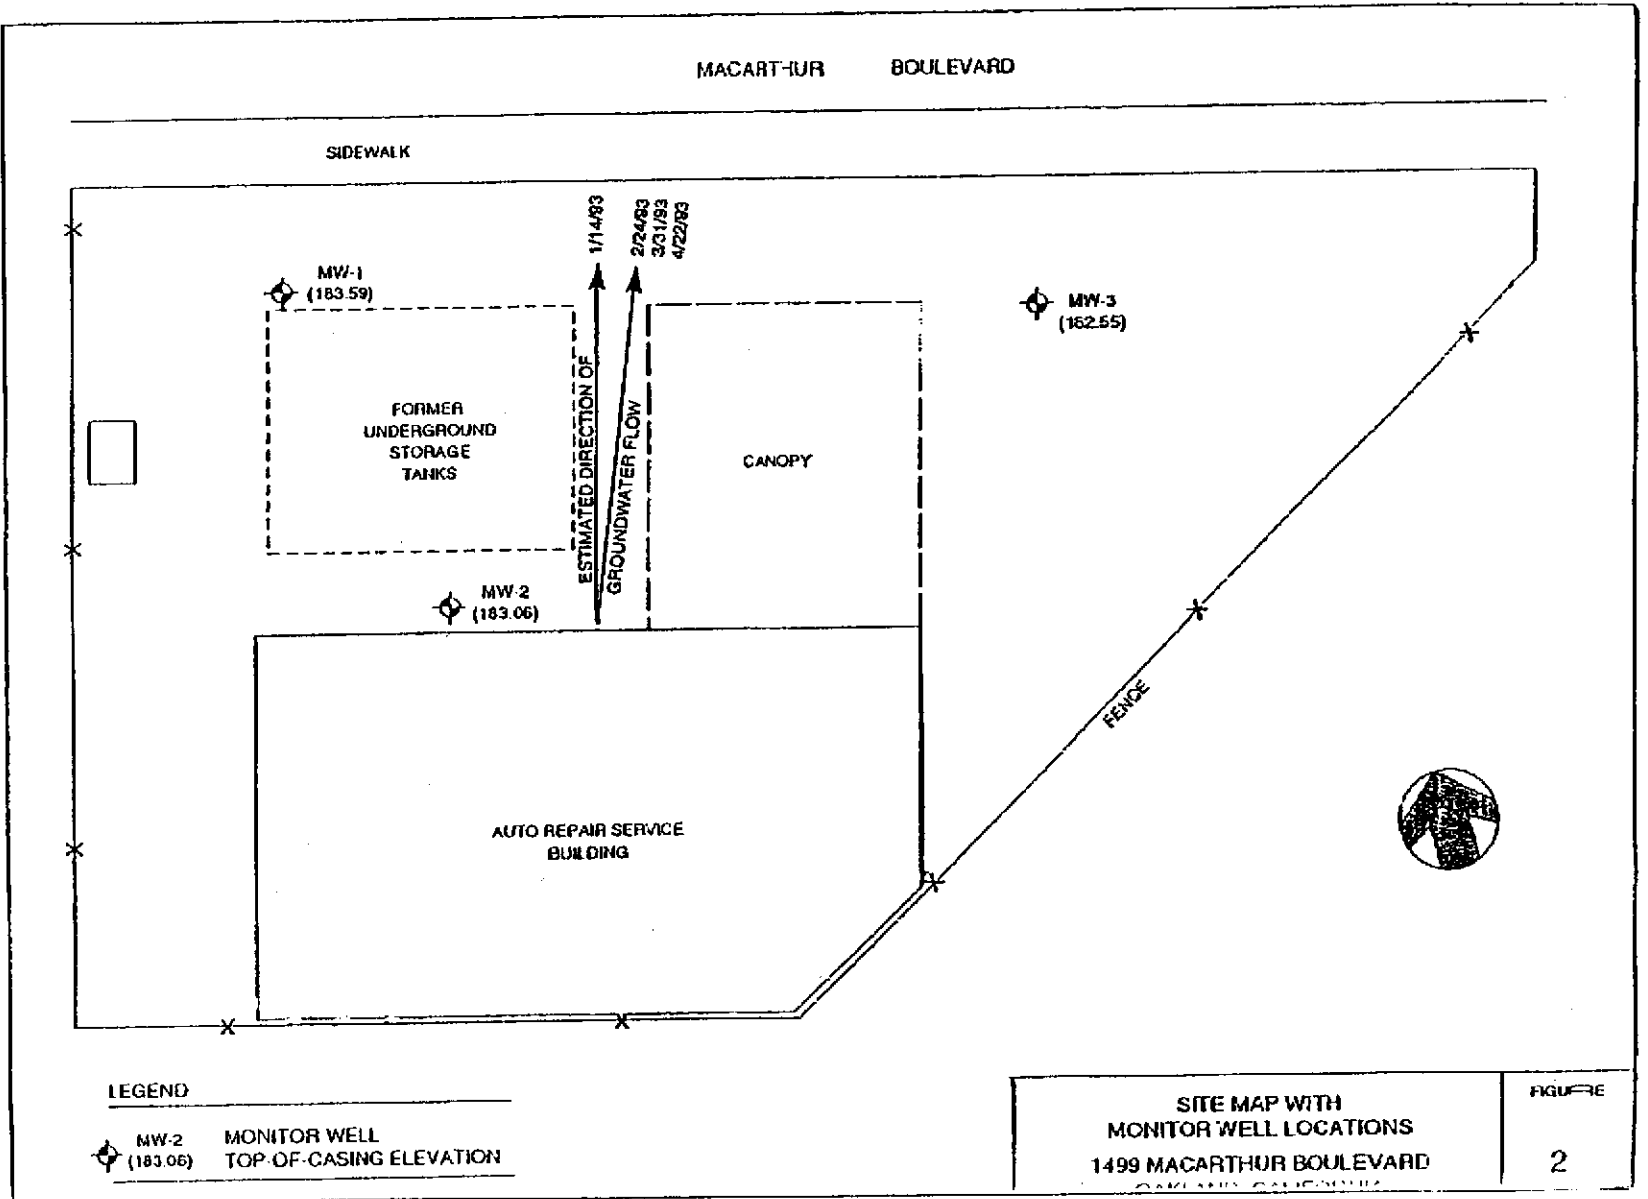 MACARTHUR BOULEVARD
SIDEWALK
1/14/93
2/24/93
3/31/93
4/22/93
MW-1
(183.59)
MW-3
(182.55)
FORMER
UNDERGROUND
STORAGE
TANKS
ESTIMATED DIRECTION OF
GROUNDWATER FLOW
CANOPY
MW-2
(183.06)
FENCE
AUTO REPAIR SERVICE
BUILDING
LEGEND
MW-2
(183.06)
MONITOR WELL
TOP-OF-CASING ELEVATION
SITE MAP WITH
MONITOR WELL LOCATIONS
1499 MACARTHUR BOULEVARD
OAKLAND, CALIFORNIA
FIGURE
2